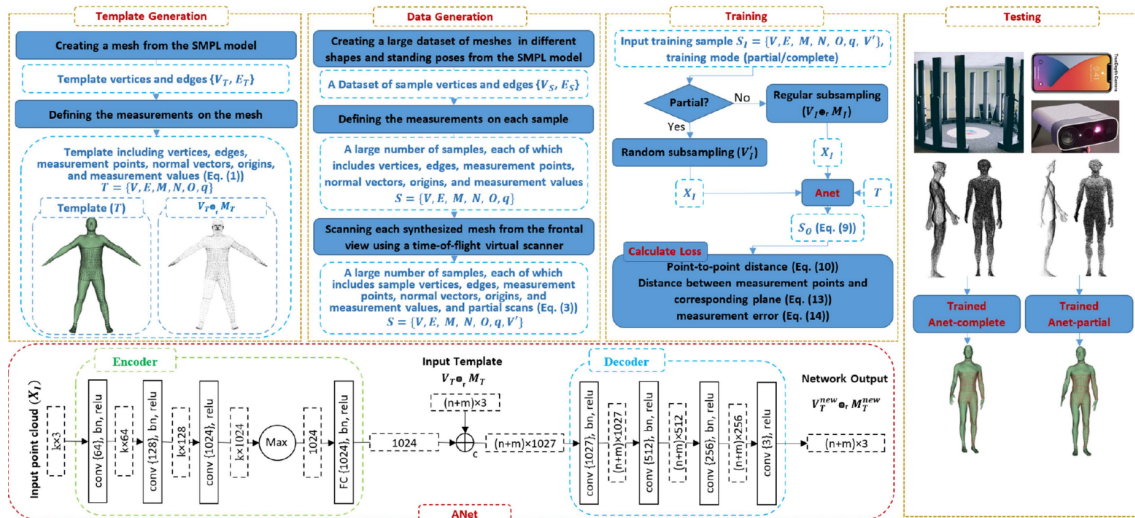 Template Generation
Creating a mesh from the SMPL model
Template vertices and edges {V_T, E_T}
Defining the measurements on the mesh
Template including vertices, edges,
measurement points, normal vectors, origins,
and measurement values (Eq. (1))
T = {V, E, M, N, O, q}
Template (T)
V_T⊕_r M_T
Data Generation
Creating a large dataset of meshes in different
shapes and standing poses from the SMPL model
A Dataset of sample vertices and edges {V_S, E_S}
Defining the measurements on each sample
A large number of samples, each of which
includes vertices, edges, measurement points,
normal vectors, origins, and measurement values
S = {V, E, M, N, O, q}
Scanning each synthesized mesh from the frontal
view using a time-of-flight virtual scanner
A large number of samples, each of which
includes sample vertices, edges, measurement
points, normal vectors, origins, and
measurement values, and partial scans (Eq. (3))
S = {V, E, M, N, O, q, V'}
Training
Input training sample S_I = {V, E, M, N, O, q, V'},
training mode (partial/complete)
Partial?
No
Regular subsampling
(V_I⊕_r M_I)
Yes
Random subsampling (V'_I)
X_I
X_I
Anet
T
S_O (Eq. (9))
Calculate Loss
Point-to-point distance (Eq. (10))
Distance between measurement points and
corresponding plane (Eq. (13))
measurement error (Eq. (14))
Testing
Trained
Anet-complete
Trained
Anet-partial
Encoder
Input point cloud (X_I)
k×3
conv {64}, bn, relu
k×64
conv {128}, bn, relu
k×128
conv {1024}, bn, relu
k×1024
Max
1024
FC {1024}, bn, relu
1024
Input Template
V_T⊕_r M_T
(n+m)×3
c
(n+m)×1027
Decoder
conv {1027}, bn, relu
(n+m)×1027
conv {512}, bn, relu
(n+m)×512
conv {256}, bn, relu
(n+m)×256
conv {3}, relu
Network Output
V_T^new⊕_r M_T^new
(n+m)×3
ANet